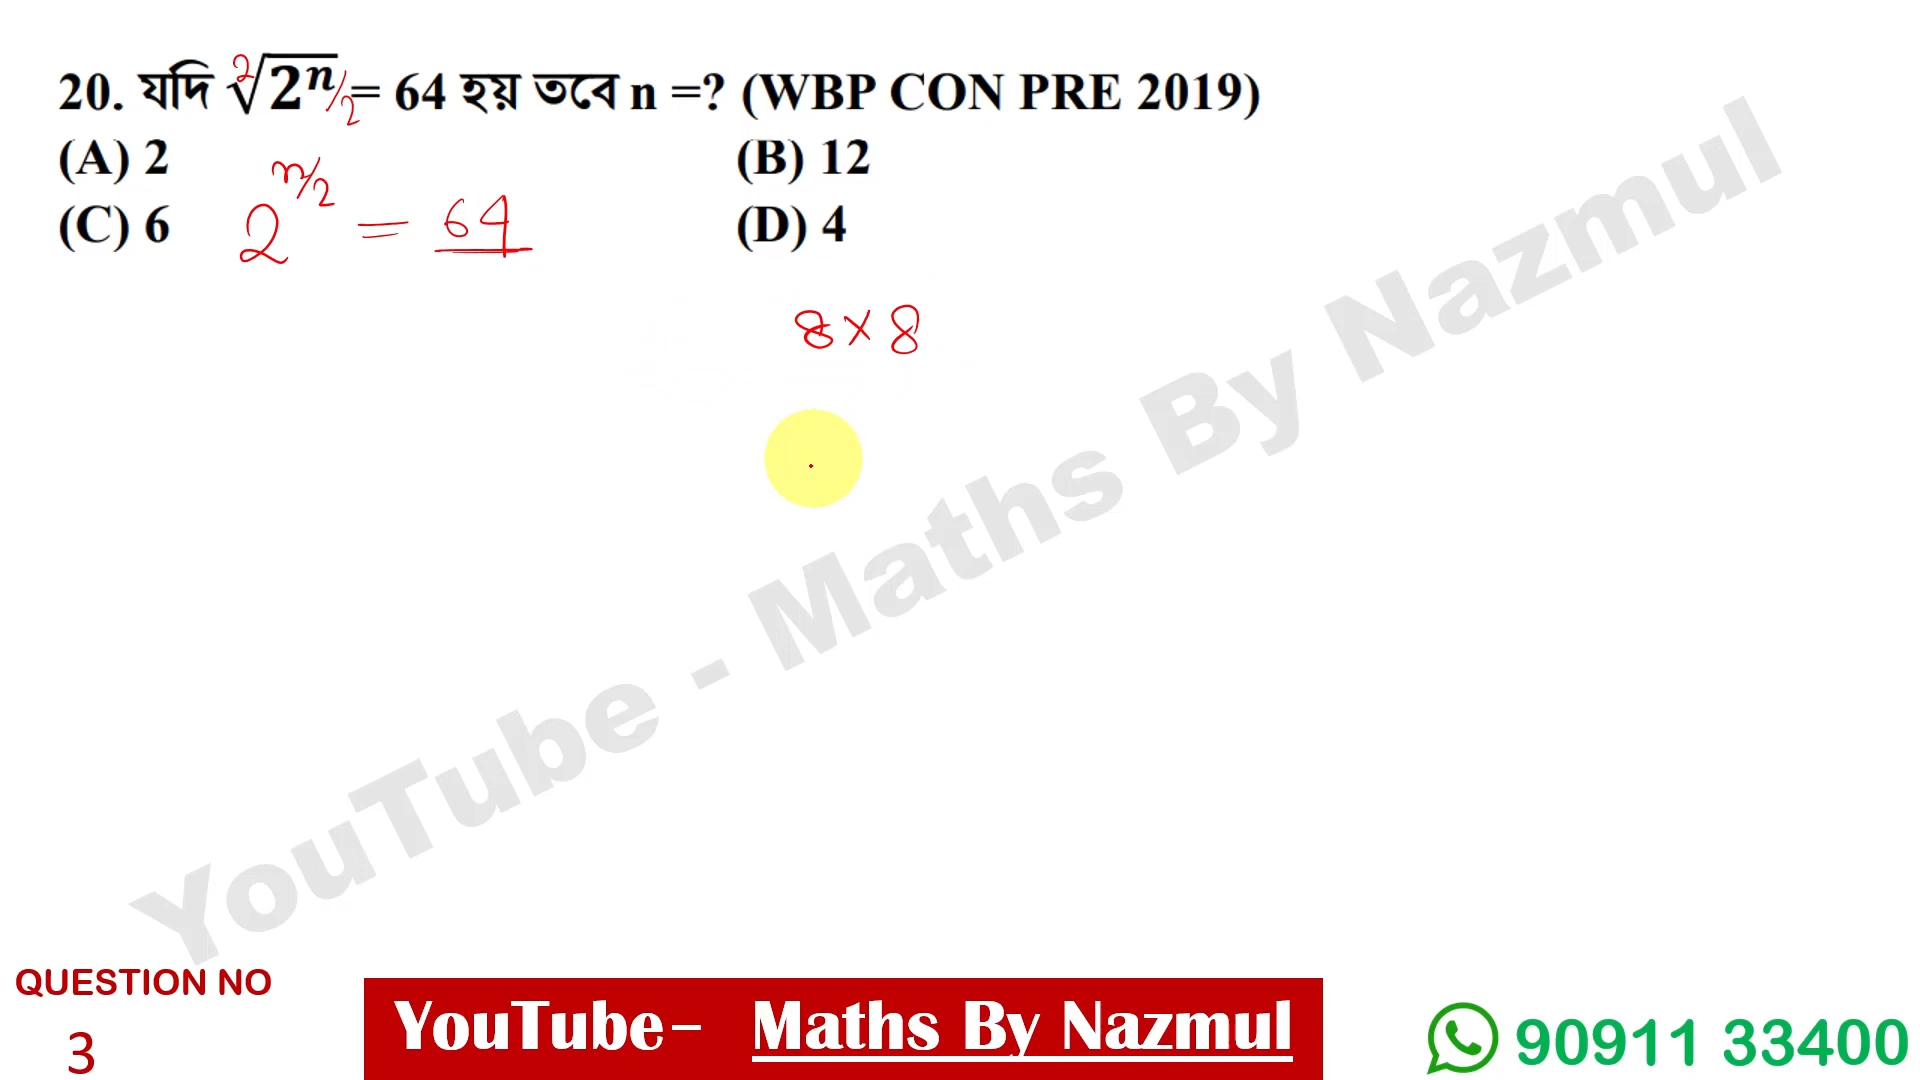 20. যদি ²√2ⁿ/2 = 64 হয় তবে n =? (WBP CON PRE 2019)
(A) 2
(B) 12
(C) 6
(D) 4
2^n/2 = 64
8 × 8
YouTube - Maths By Nazmul
QUESTION NO
3
YouTube- Maths By Nazmul
90911 33400